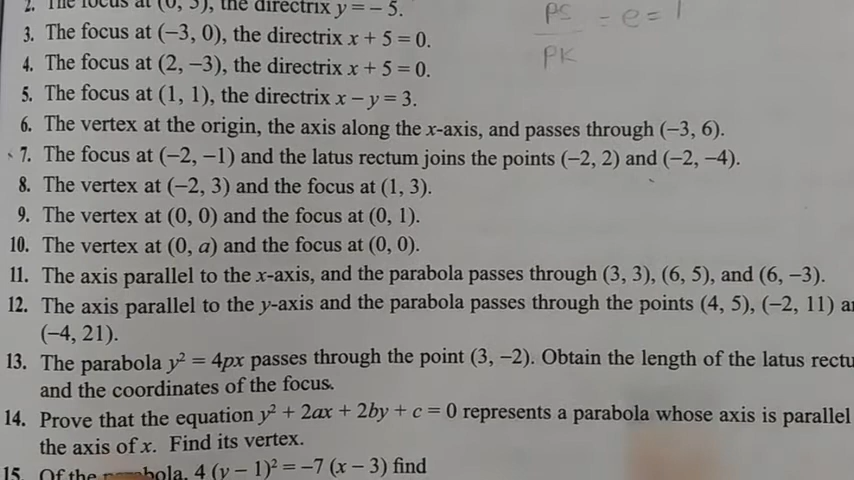 2. The focus at (0, 5), the directrix y = – 5.
PS
PK = e = 1
3. The focus at (–3, 0), the directrix x + 5 = 0.
4. The focus at (2, –3), the directrix x + 5 = 0.
5. The focus at (1, 1), the directrix x – y = 3.
6. The vertex at the origin, the axis along the x-axis, and passes through (–3, 6).
7. The focus at (–2, –1) and the latus rectum joins the points (–2, 2) and (–2, –4).
8. The vertex at (–2, 3) and the focus at (1, 3).
9. The vertex at (0, 0) and the focus at (0, 1).
10. The vertex at (0, a) and the focus at (0, 0).
11. The axis parallel to the x-axis, and the parabola passes through (3, 3), (6, 5), and (6, –3).
12. The axis parallel to the y-axis and the parabola passes through the points (4, 5), (–2, 11)
(–4, 21).
13. The parabola y² = 4px passes through the point (3, –2). Obtain the length of the latus
and the coordinates of the focus.
14. Prove that the equation y² + 2ax + 2by + c = 0 represents a parabola whose axis is parallel
the axis of x. Find its vertex.
15. Of the 4 (y – 1)² = –7 (x – 3) find